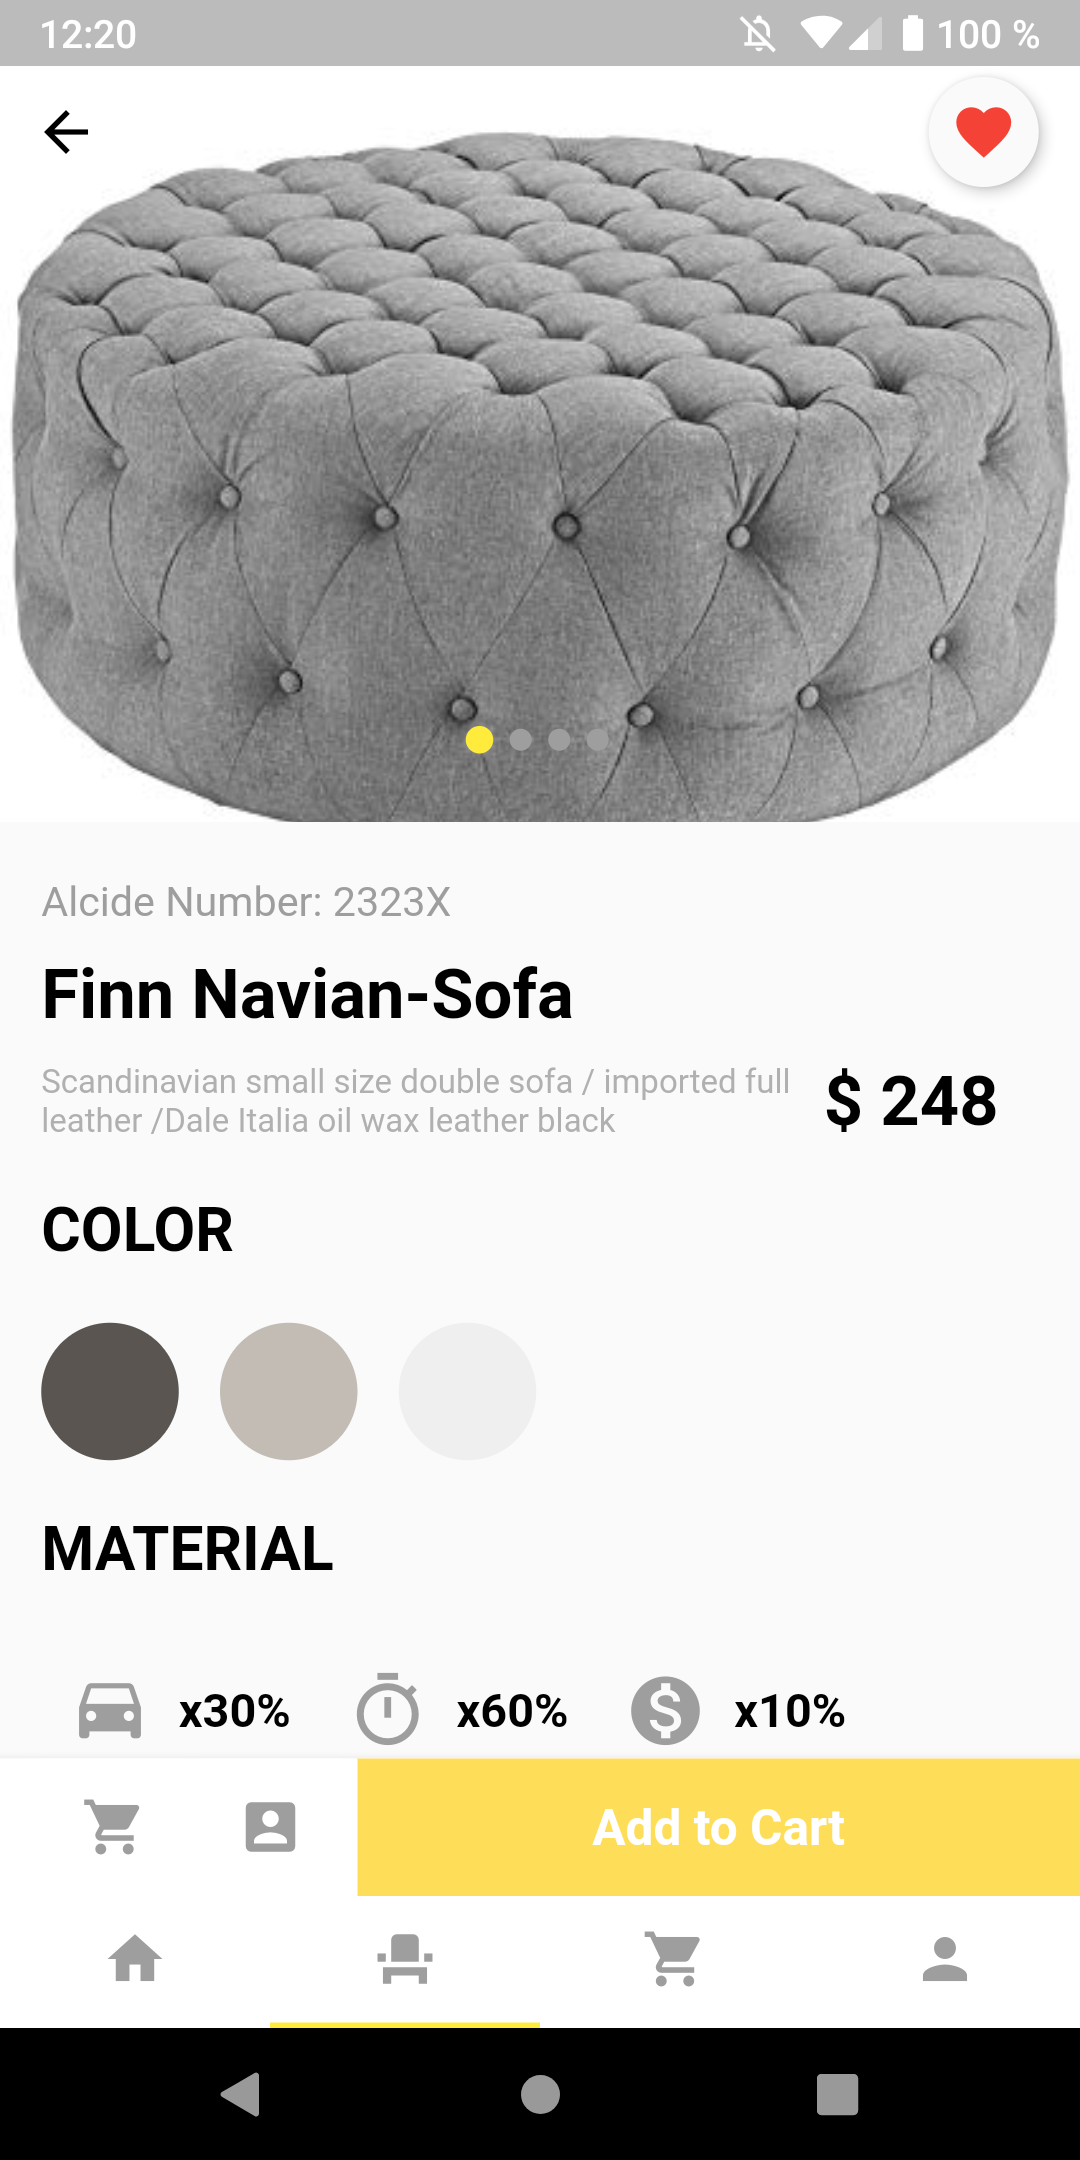 12:20
100 %
Alcide Number: 2323X
Finn Navian-Sofa
Scandinavian small size double sofa / imported full
leather /Dale Italia oil wax leather black
$ 248
COLOR
MATERIAL
x30%
x60%
x10%
Add to Cart